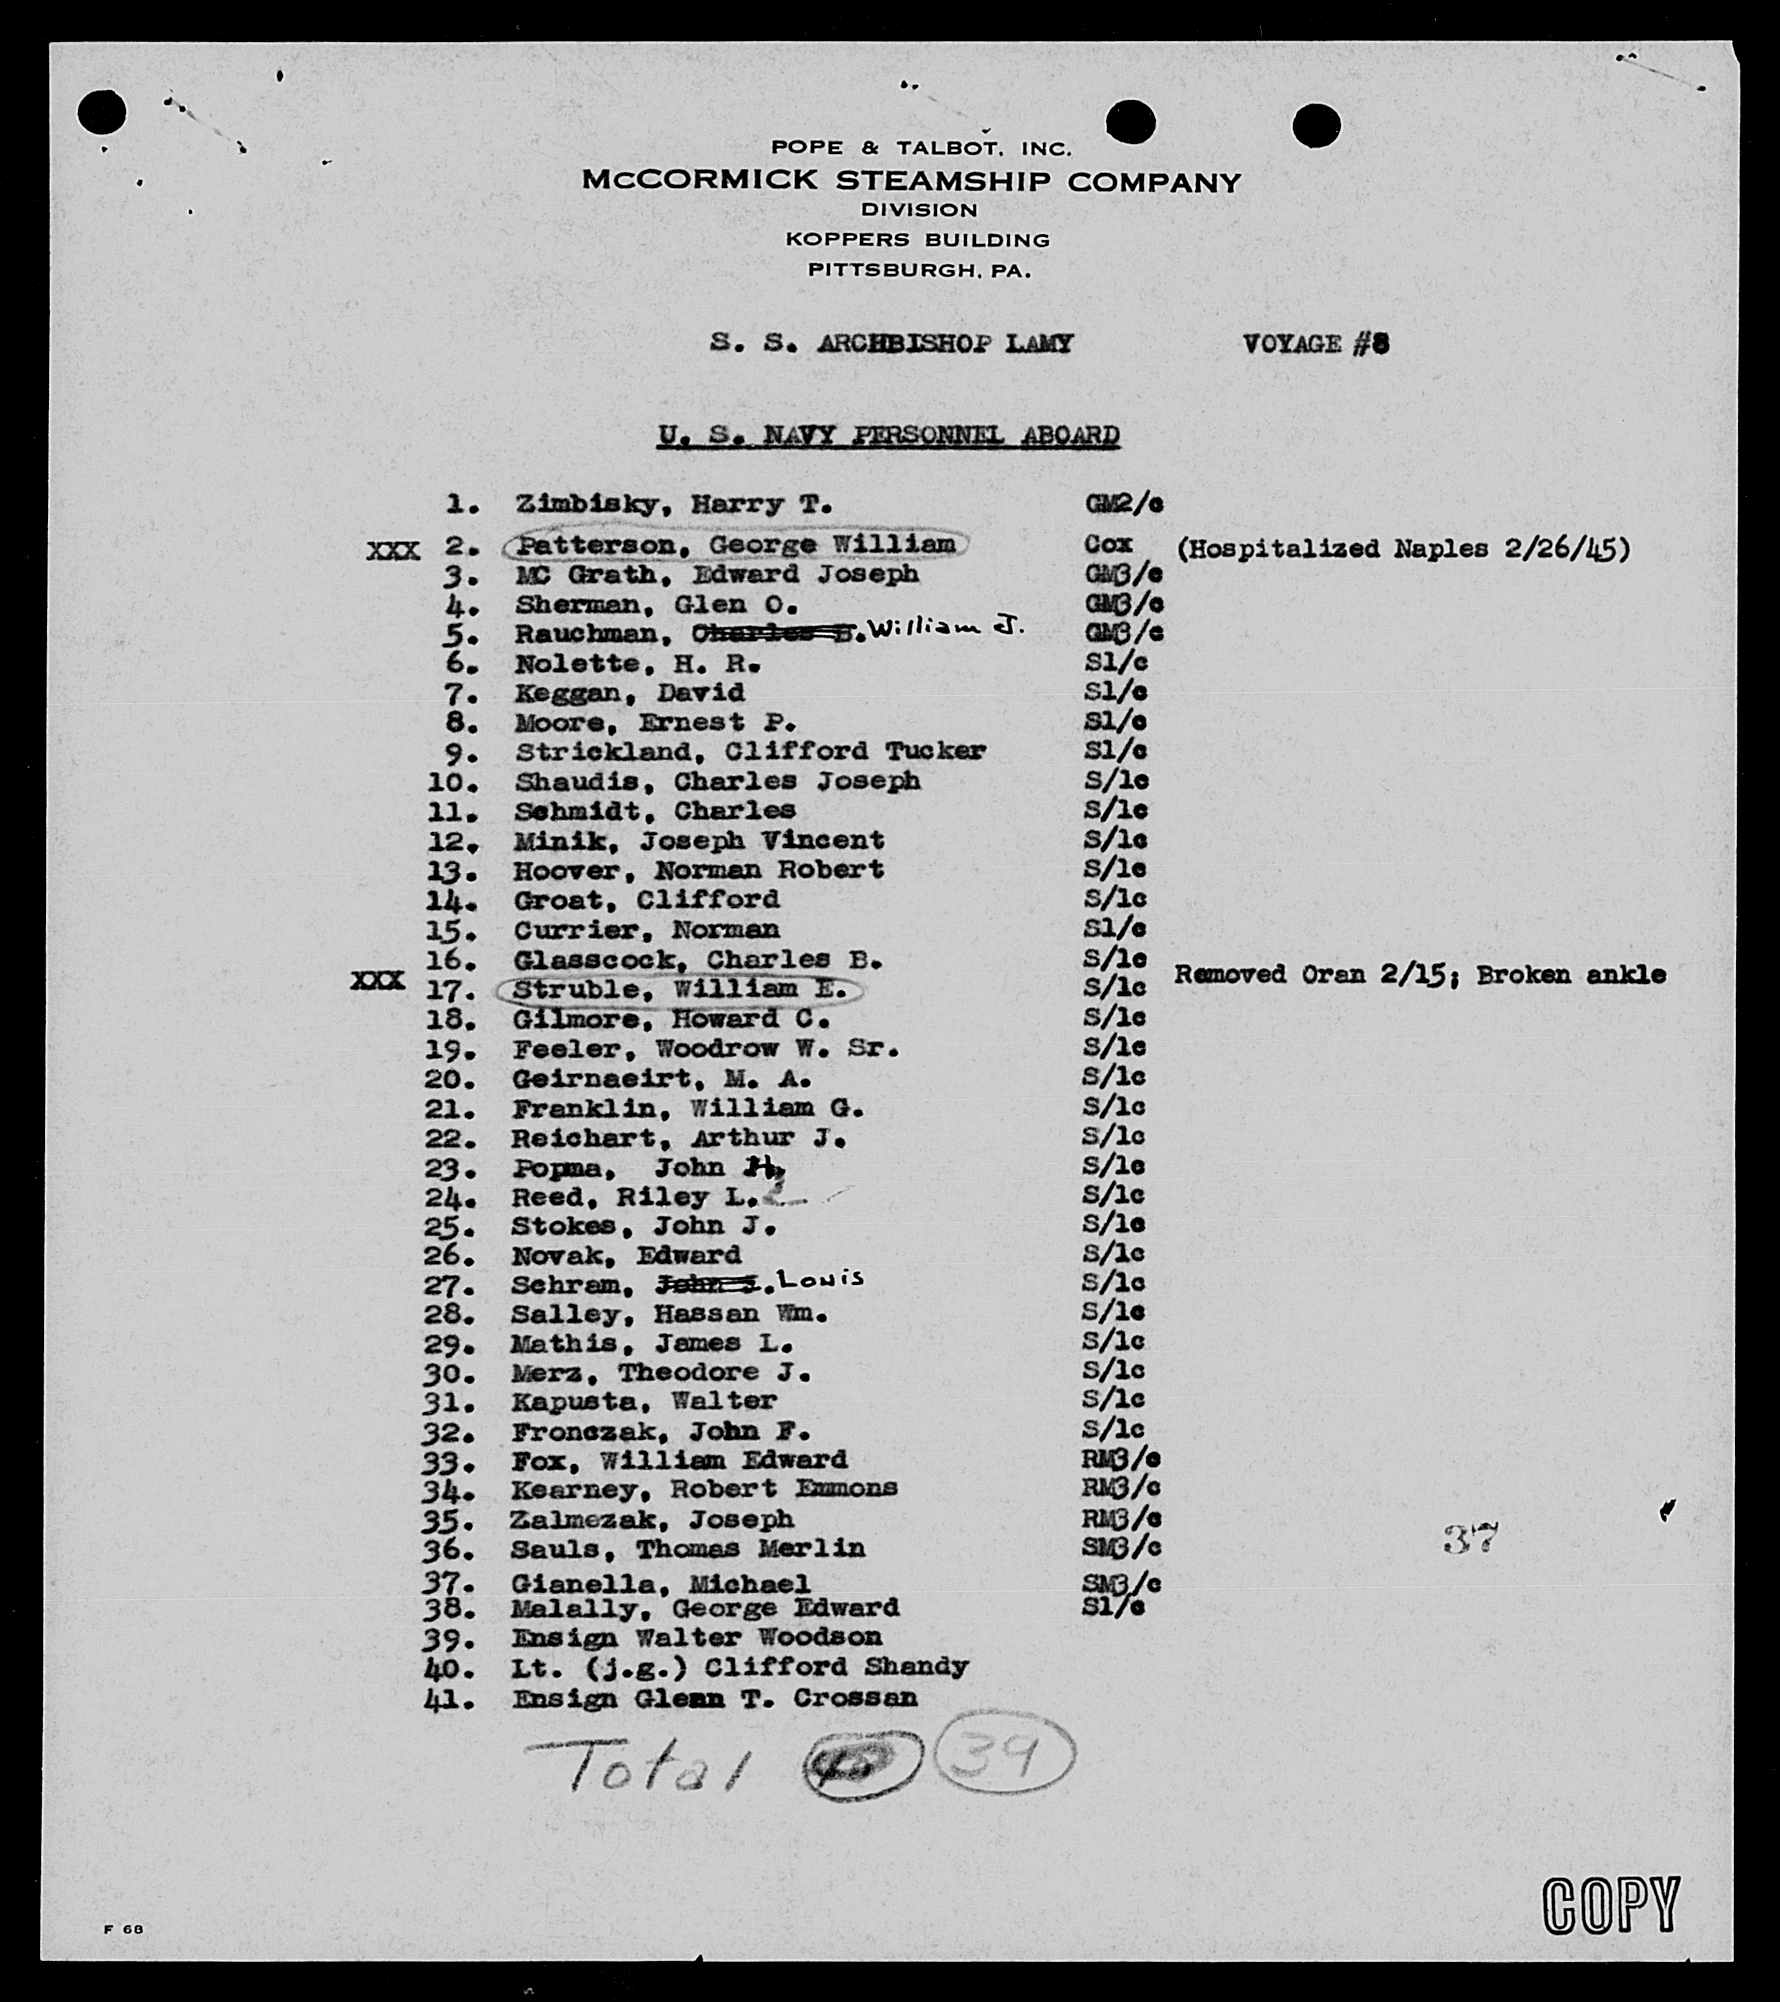 POPE & TALBOT, INC.
McCORMICK STEAMSHIP COMPANY
DIVISION
KOPPERS BUILDING
PITTSBURGH, PA.
S. S. ARCHBISHOP LAMY VOYAGE #8
U. S. NAVY PERSONNEL ABOARD
1. Zimbisky, Harry T. GM2/c
XXX 2. Patterson, George William Cox (Hospitalized Naples 2/26/45)
3. MC Grath, Edward Joseph GM3/c
4. Sherman, Glen O. GM3/c
5. Rauchman, Charles B. William J. GM3/c
6. Nolette, H. R. S1/c
7. Keggan, David S1/c
8. Moore, Ernest P. S1/c
9. Strickland, Clifford Tucker S1/c
10. Shaudis, Charles Joseph S/1c
11. Schmidt, Charles S/1c
12. Minik, Joseph Vincent S/1c
13. Hoover, Norman Robert S/1c
14. Groat, Clifford S/1c
15. Currier, Norman S1/c
16. Glasscock, Charles B. S/1c
XXX 17. Struble, William E. S/1c Removed Oran 2/15; Broken ankle
18. Gilmore, Howard C. S/1c
19. Feeler, Woodrow W. Sr. S/1c
20. Geirnaeirt, M. A. S/1c
21. Franklin, William G. S/1c
22. Reichart, Arthur J. S/1c
23. Popma, John H. S/1c
24. Reed, Riley L. S/1c
25. Stokes, John J. S/1c
26. Novak, Edward S/1c
27. Schram, John J. Louis S/1c
28. Salley, Hassan Wm. S/1c
29. Mathis, James L. S/1c
30. Merz, Theodore J. S/1c
31. Kapusta, Walter S/1c
32. Fronczak, John F. S/1c
33. Fox, William Edward RM3/c
34. Kearney, Robert Emmons RM3/c
35. Zalmezak, Joseph RM3/c
36. Sauls, Thomas Merlin SM3/c
37
37. Gianella, Michael SM3/c
38. Malally, George Edward S1/c
39. Ensign Walter Woodson
40. Lt. (j.g.) Clifford Shandy
41. Ensign Glenn T. Crossan
Total 39
COPY
F 68